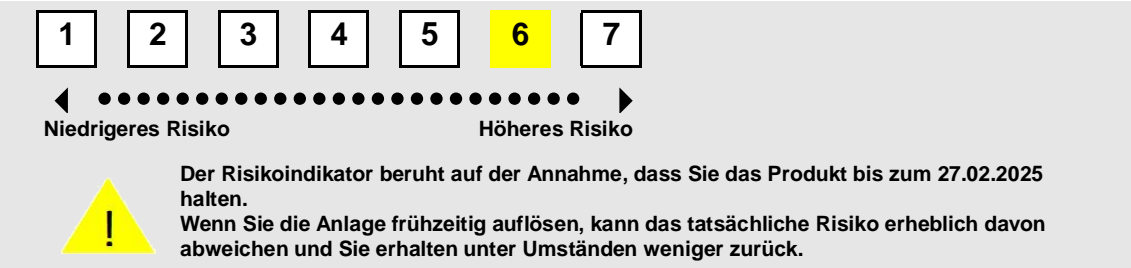 1 2 3 4 5 6 7
Niedrigeres Risiko Höheres Risiko
Der Risikoindikator beruht auf der Annahme, dass Sie das Produkt bis zum 27.02.2025
halten.
Wenn Sie die Anlage frühzeitig auflösen, kann das tatsächliche Risiko erheblich davon
abweichen und Sie erhalten unter Umständen weniger zurück.
!